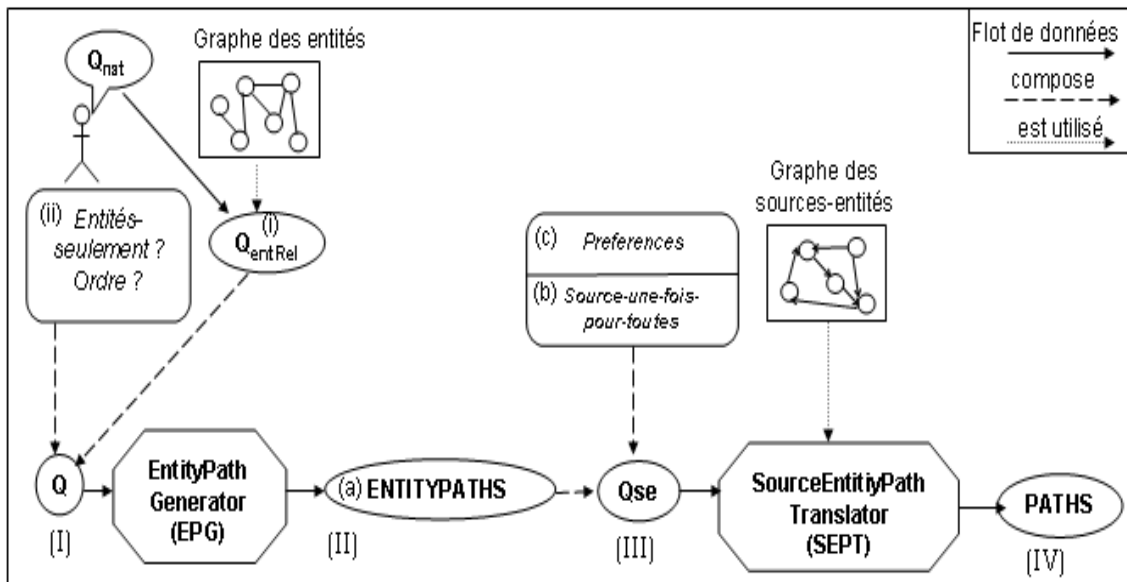 Flot de données
compose
est utilisé
Q_nat
Graphe des entités
(ii) Entités-
seulement ?
Ordre ?
(i)
Q_entRel
(c) Preferences
(b) Source-une-fois-
pour-toutes
Graphe des
sources-entités
Q
EntityPath
Generator
(EPG)
(a) ENTITYPATHS
Qse
SourceEntitiyPath
Translator
(SEPT)
PATHS
(I)
(II)
(III)
(IV)